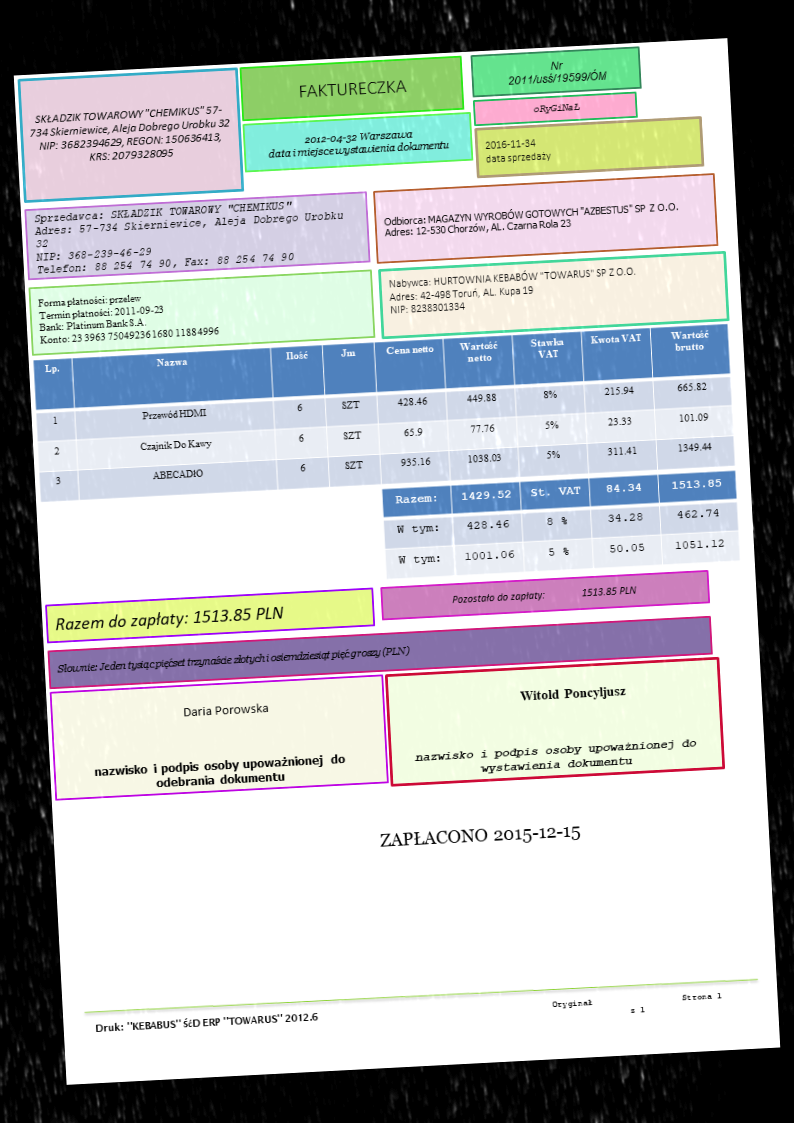 SKŁADZIK TOWAROWY "CHEMIKUS" 57-
734 Skierniewice, Aleja Dobrego Urobku 32
NIP: 3682394629, REGON: 150636413,
KRS: 2079328095
FAKTURECZKA
2012-04-32 Warszawa
data i miejsce wystawienia dokumentu
Nr
2011/usś/19599/ÓM
oRyGiNaŁ
2016-11-34
data sprzedaży
Sprzedawca: SKŁADZIK TOWAROWY "CHEMIKUS"
Adres: 57-734 Skierniewice, Aleja Dobrego Urobku
32
NIP: 368-239-46-29
Telefon: 88 254 74 90, Fax: 88 254 74 90
Odbiorca: MAGAZYN WYROBÓW GOTOWYCH "AZBESTUS" SP Z O.O.
Adres: 12-530 Chorzów, AL. Czarna Rola 23
Forma płatności: przelew
Termin płatności: 2011-09-23
Bank: Platinum Bank S.A.
Konto: 23 3963 7504 9236 1680 1188 4996
Nabywca: HURTOWNIA KEBABÓW "TOWARUS" SP Z O.O.
Adres: 42-498 Toruń, AL. Kupa 19
NIP: 8238301334
Lp. Nazwa Ilość Jm Cena netto Wartość netto Stawka VAT Kwota VAT Wartość brutto
1 Przewód HDMI 6 SZT 428.46 449.88 8% 215.94 665.82
2 Czajnik Do Kawy 6 SZT 65.9 77.76 5% 23.33 101.09
3 ABECADłO 6 SZT 935.16 1038.03 5% 311.41 1349.44
Razem: 1429.52 St. VAT 84.34 1513.85
W tym: 428.46 8 % 34.28 462.74
W tym: 1001.06 5 % 50.05 1051.12
Razem do zapłaty: 1513.85 PLN
Pozostało do zapłaty: 1513.85 PLN
Słownie: Jeden tysiąc pięćset trzynaście złotych i osiemdziesiąt pięć groszy (PLN)
Daria Porowska
nazwisko i podpis osoby upoważnionej do
odebrania dokumentu
Witold Poncyljusz
nazwisko i podpis osoby upoważnionej do
wystawienia dokumentu
ZAPŁACONO 2015-12-15
Druk: "KEBABUS" ŚćD ERP "TOWARUS" 2012.6
Oryginał
Strona 1
z 1